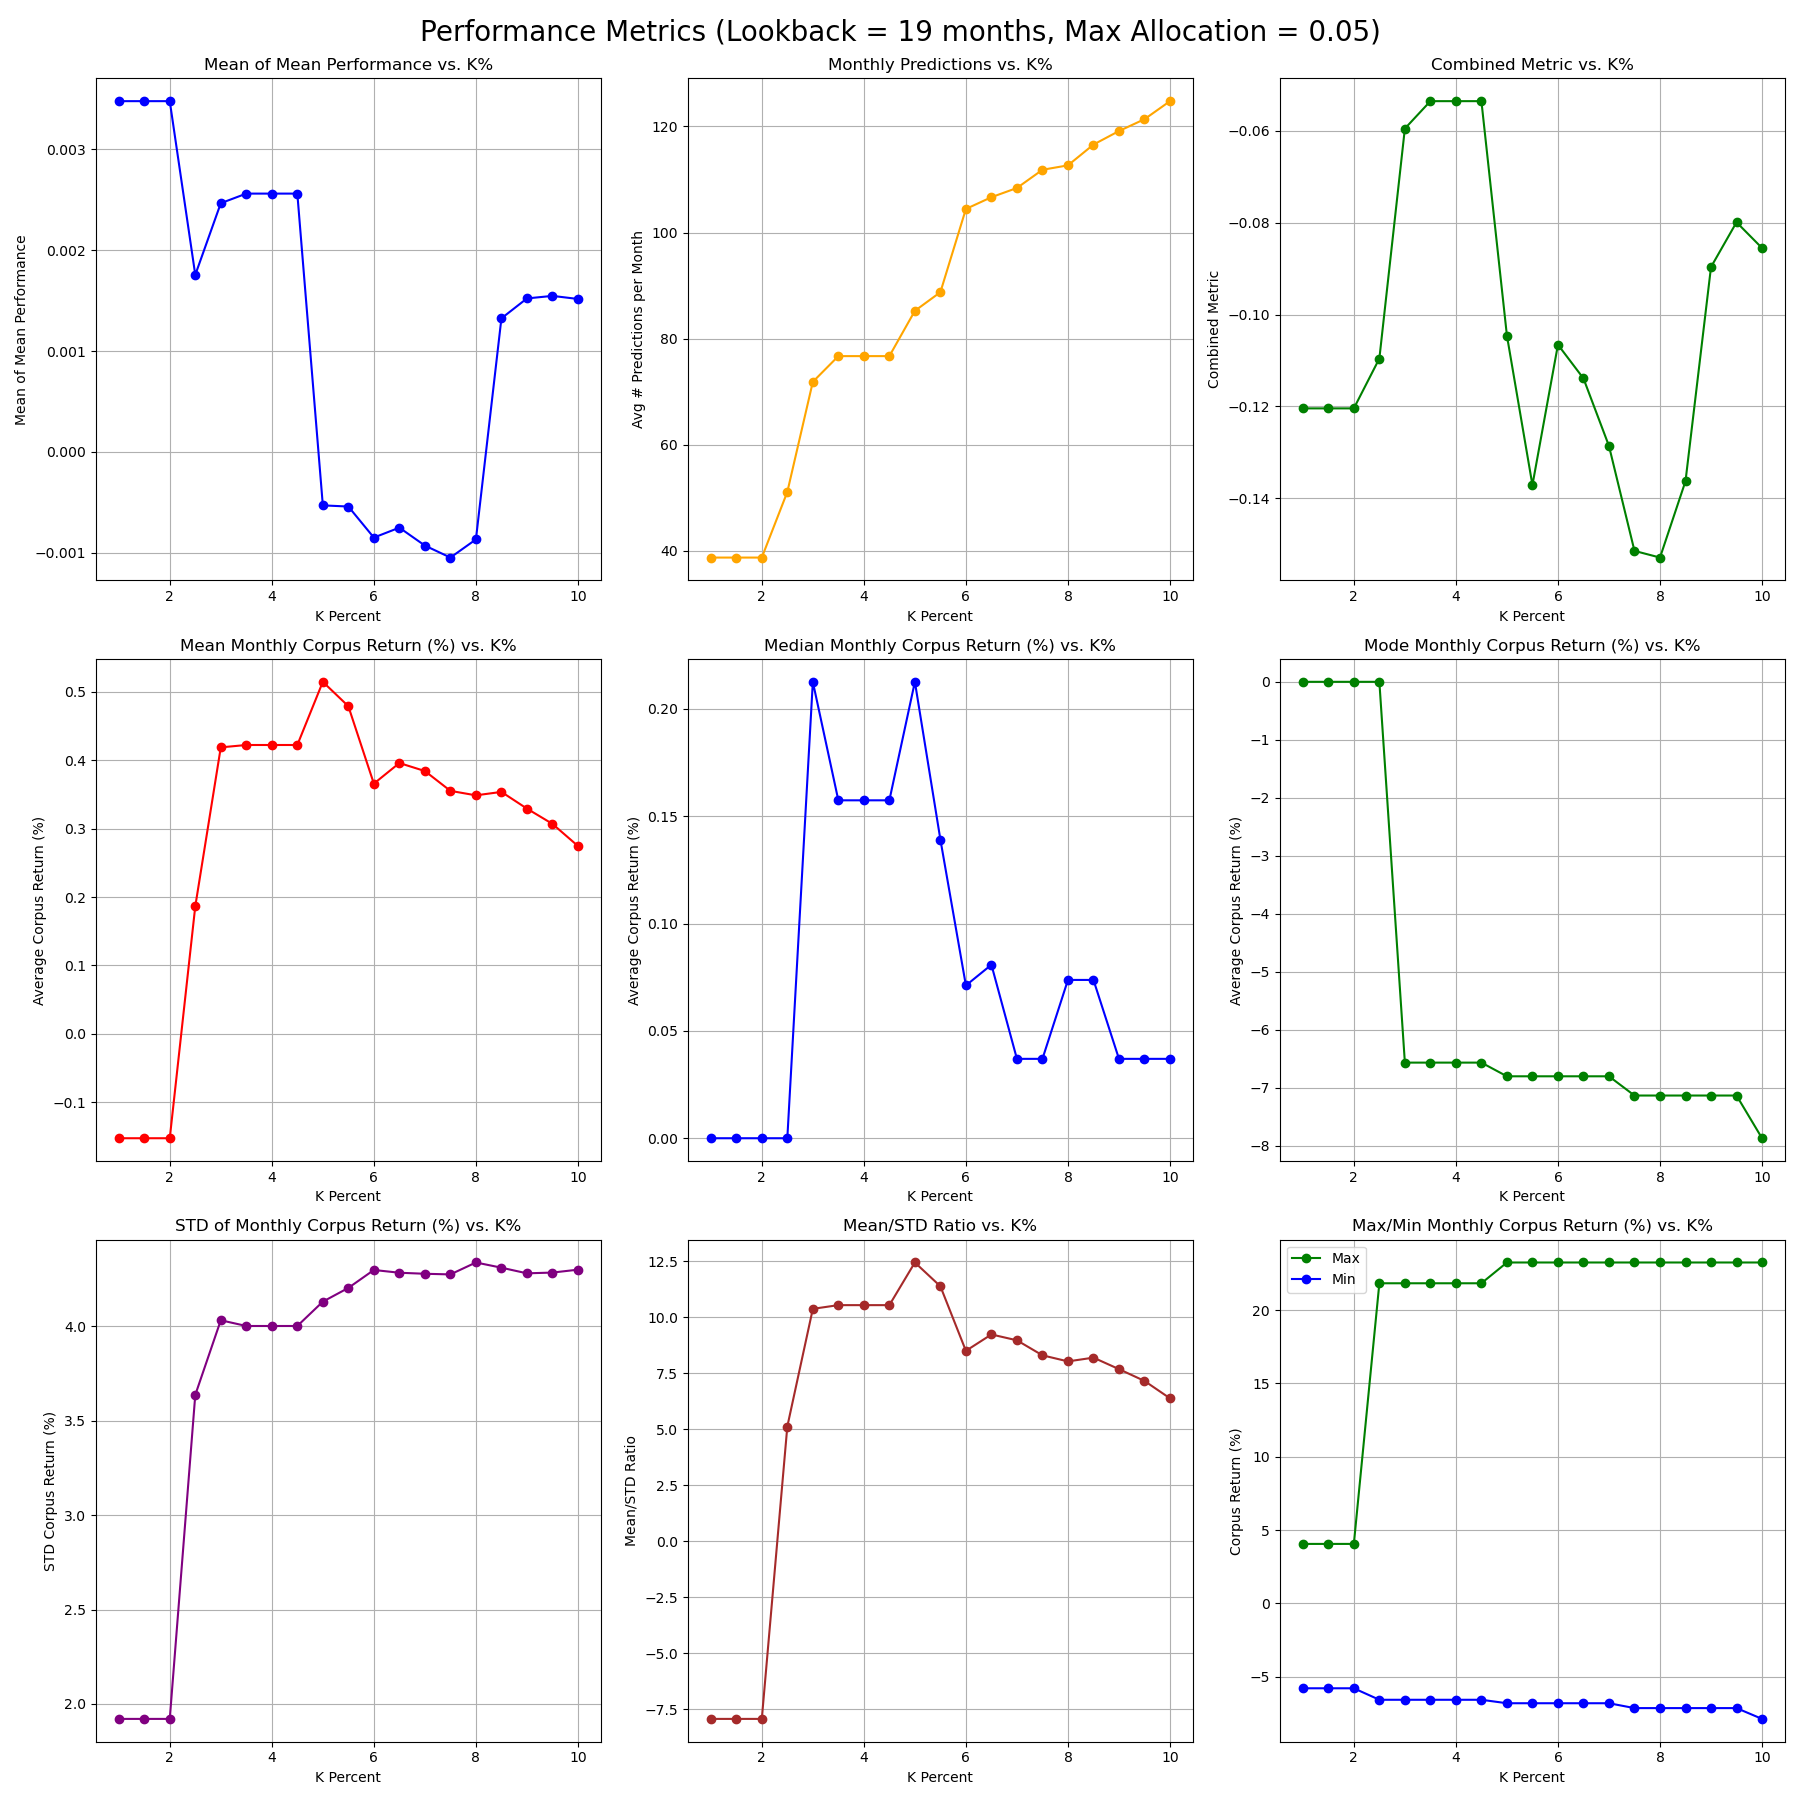 Performance Metrics (Lookback = 19 months, Max Allocation = 0.05)
Mean of Mean Performance vs. K%
Mean of Mean Performance
0.003
0.002
0.001
0.000
−0.001
2 4 6 8 10
K Percent
Monthly Predictions vs. K%
Avg # Predictions per Month
120
100
80
60
40
2 4 6 8 10
K Percent
Combined Metric vs. K%
Combined Metric
−0.06
−0.08
−0.10
−0.12
−0.14
2 4 6 8 10
K Percent
Mean Monthly Corpus Return (%) vs. K%
Average Corpus Return (%)
0.5
0.4
0.3
0.2
0.1
0.0
−0.1
2 4 6 8 10
K Percent
Median Monthly Corpus Return (%) vs. K%
Average Corpus Return (%)
0.20
0.15
0.10
0.05
0.00
2 4 6 8 10
K Percent
Mode Monthly Corpus Return (%) vs. K%
Average Corpus Return (%)
0
−1
−2
−3
−4
−5
−6
−7
−8
2 4 6 8 10
K Percent
STD of Monthly Corpus Return (%) vs. K%
STD Corpus Return (%)
4.0
3.5
3.0
2.5
2.0
2 4 6 8 10
K Percent
Mean/STD Ratio vs. K%
Mean/STD Ratio
12.5
10.0
7.5
5.0
2.5
0.0
−2.5
−5.0
−7.5
2 4 6 8 10
K Percent
Max/Min Monthly Corpus Return (%) vs. K%
Max
Min
Corpus Return (%)
20
15
10
5
0
−5
2 4 6 8 10
K Percent